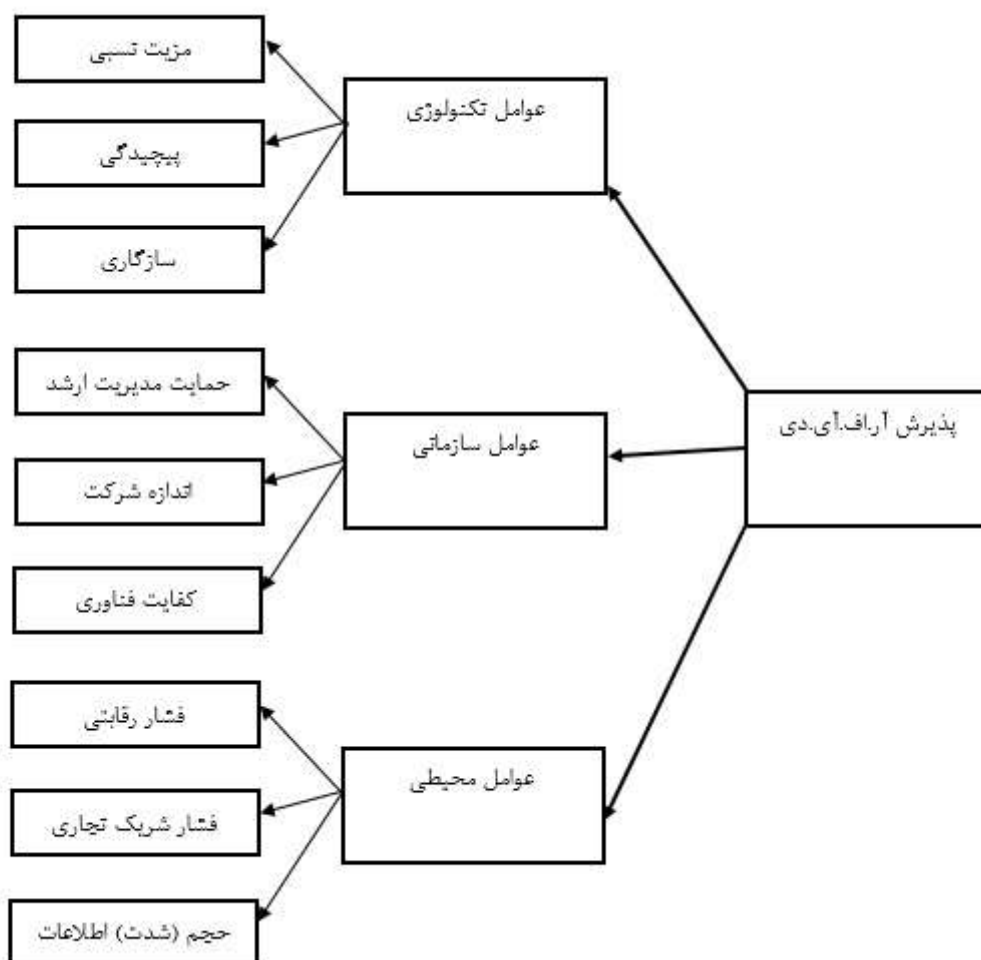 پذیرش آر.اف.آی.دی
عوامل تکنولوژی
مزیت نسبی
پیچیدگی
سازگاری
عوامل سازمانی
حمایت مدیریت ارشد
اندازه شرکت
کفایت فناوری
عوامل محیطی
فشار رقابتی
فشار شریک تجاری
حجم (شدت) اطلاعات